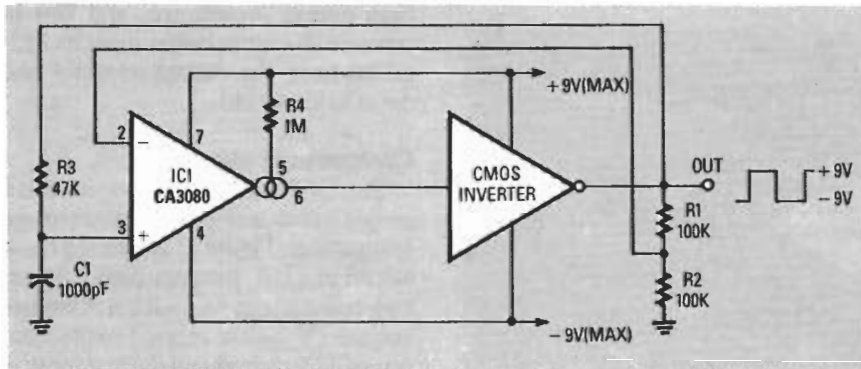 R4
1M
+9V(MAX)
2
−
7
R3
47K
IC1
CA3080
5
6
CMOS
INVERTER
OUT
+9V
−9V
R1
100K
3
+
4
C1
1000pF
R2
100K
−9V(MAX)